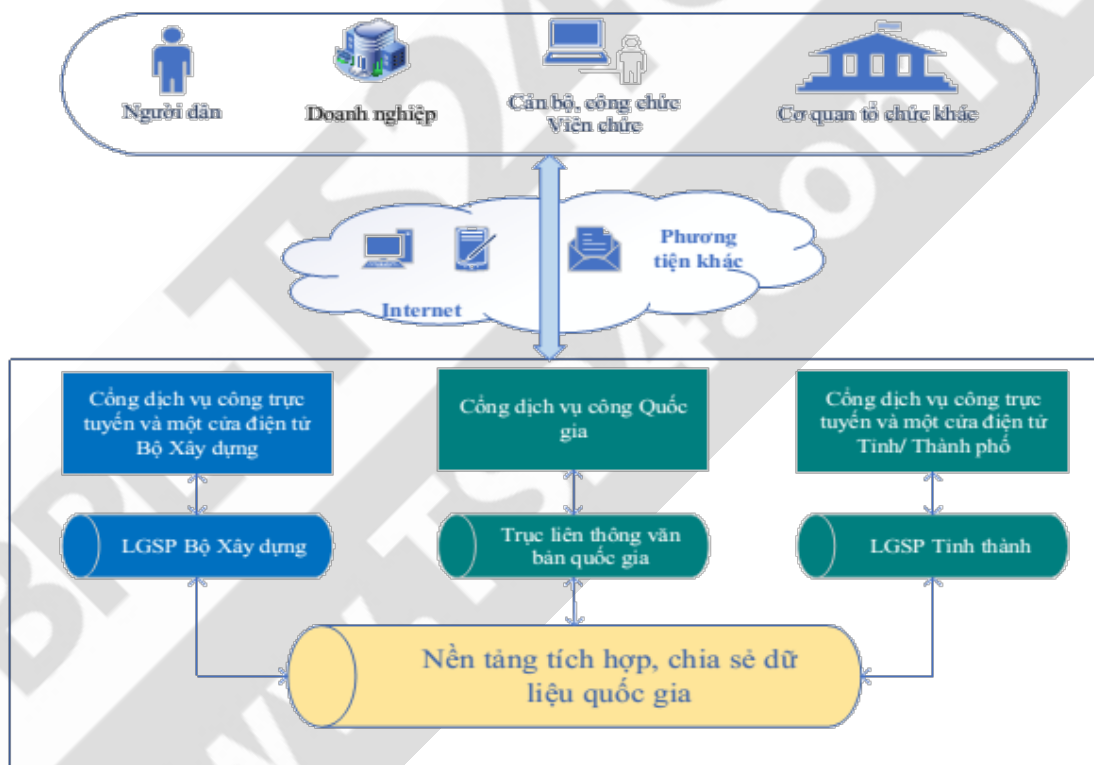 Người dân
Doanh nghiệp
Cán bộ, công chức
Viên chức
Cơ quan tổ chức khác
Phương
tiện khác
Internet
Cổng dịch vụ công trực
tuyến và một cửa điện tử
Bộ Xây dựng
Cổng dịch vụ công Quốc
gia
Cổng dịch vụ công trực
tuyến và một cửa điện tử
Tỉnh/ Thành phố
LGSP Bộ Xây dựng
Trục liên thông văn
bản quốc gia
LGSP Tỉnh thành
Nền tảng tích hợp, chia sẻ dữ
liệu quốc gia